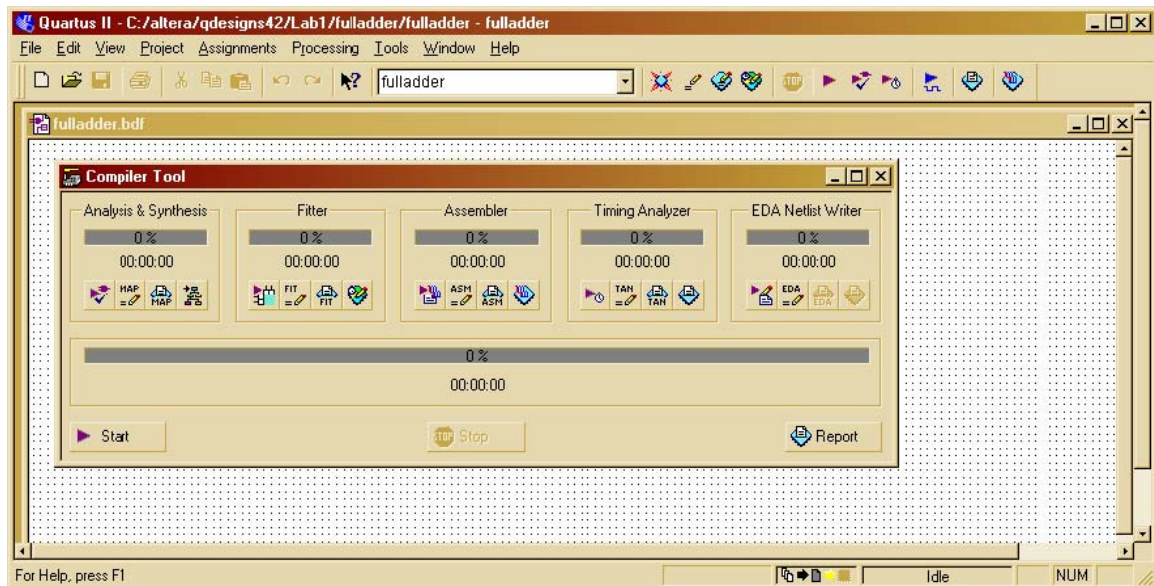 Quartus II - C:/altera/qdesigns42/Lab1/fulladder/fulladder - fulladder
File Edit View Project Assignments Processing Tools Window Help
STOP
fulladder
fulladder.bdf
Compiler Tool
Analysis & Synthesis Fitter Assembler Timing Analyzer EDA Netlist Writer
0 % 0 % 0 % 0 % 0 %
00:00:00 00:00:00 00:00:00 00:00:00 00:00:00
MAP MAP FIT FIT ASM ASM TAN TAN EDA EDA
0 %
00:00:00
Start STOP Stop Report
For Help, press F1 Idle NUM